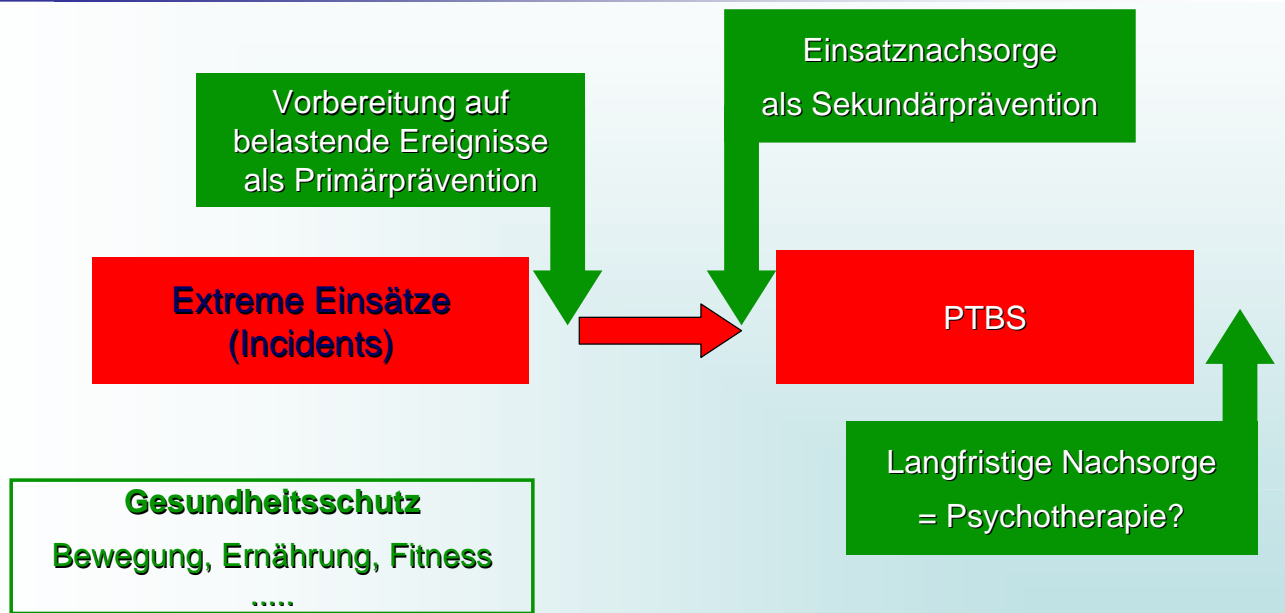 Vorbereitung auf
belastende Ereignisse
als Primärprävention
Einsatznachsorge
als Sekundärprävention
Extreme Einsätze
(Incidents)
PTBS
Langfristige Nachsorge
= Psychotherapie?
Gesundheitsschutz
Bewegung, Ernährung, Fitness
.....